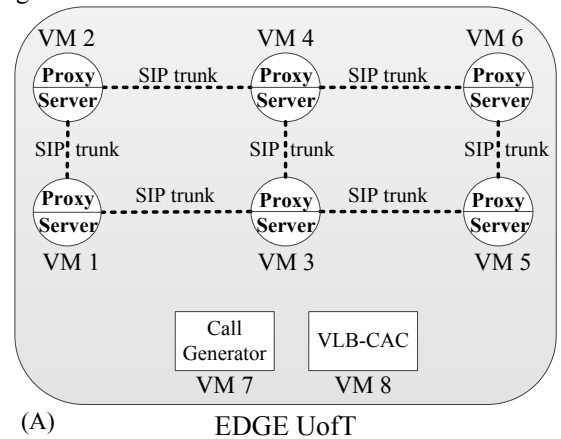 VM 2 VM 4 VM 6
Proxy Server SIP trunk Proxy Server SIP trunk Proxy Server
SIP trunk SIP trunk SIP trunk
Proxy Server SIP trunk Proxy Server SIP trunk Proxy Server
VM 1 VM 3 VM 5
Call
Generator
VLB-CAC
VM 7 VM 8
(A) EDGE UofT